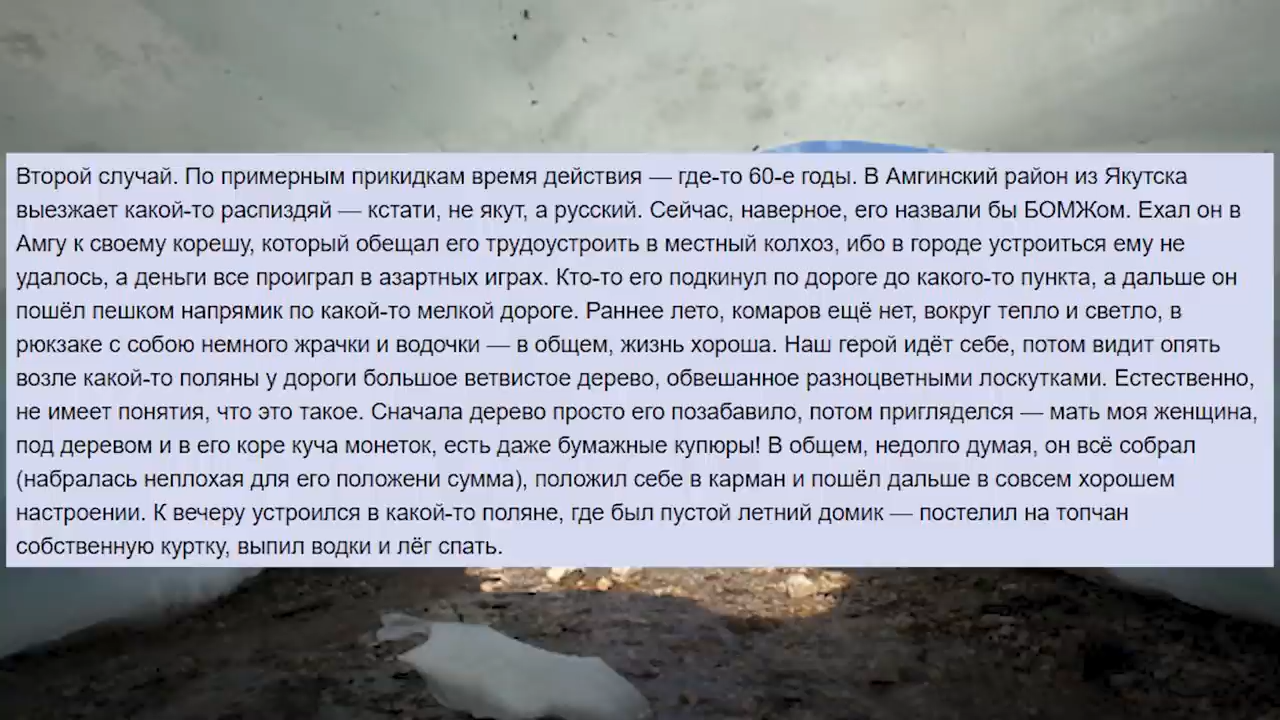 Второй случай. По примерным прикидкам время действия — где-то 60-е годы. В Амгинский район из Якутска
выезжает какой-то распиздяй — кстати, не якут, а русский. Сейчас, наверное, его назвали бы БОМЖом. Ехал он в
Амгу к своему корешу, который обещал его трудоустроить в местный колхоз, ибо в городе устроиться ему не
удалось, а деньги все проиграл в азартных играх. Кто-то его подкинул по дороге до какого-то пункта, а дальше он
пошёл пешком напрямик по какой-то мелкой дороге. Раннее лето, комаров ещё нет, вокруг тепло и светло, в
рюкзаке с собою немного жрачки и водочки — в общем, жизнь хороша. Наш герой идёт себе, потом видит опять
возле какой-то поляны у дороги большое ветвистое дерево, обвешанное разноцветными лоскутками. Естественно,
не имеет понятия, что это такое. Сначала дерево просто его позабавило, потом пригляделся — мать моя женщина,
под деревом и в его коре куча монеток, есть даже бумажные купюры! В общем, недолго думая, он всё собрал
(набралась неплохая для его положени сумма), положил себе в карман и пошёл дальше в совсем хорошем
настроении. К вечеру устроился в какой-то поляне, где был пустой летний домик — постелил на топчан
собственную куртку, выпил водки и лёг спать.